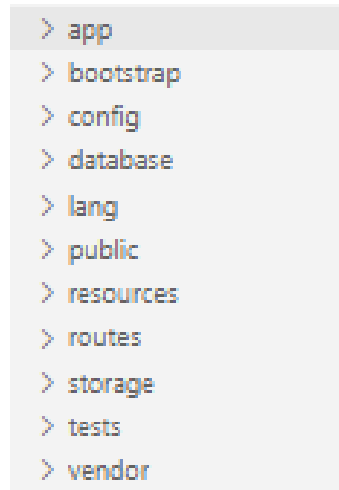 app
bootstrap
config
database
lang
public
resources
routes
storage
tests
vendor